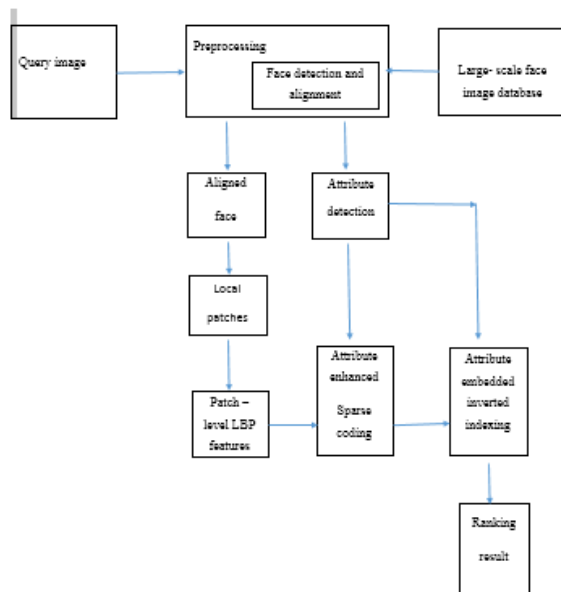 Query image
Preprocessing
Face detection and
alignment
Large- scale face
image database
Aligned
face
Attribute
detection
Local
patches
Patch –
level LBP
features
Attribute
enhanced
Sparse
coding
Attribute
embedded
inverted
indexing
Ranking
result